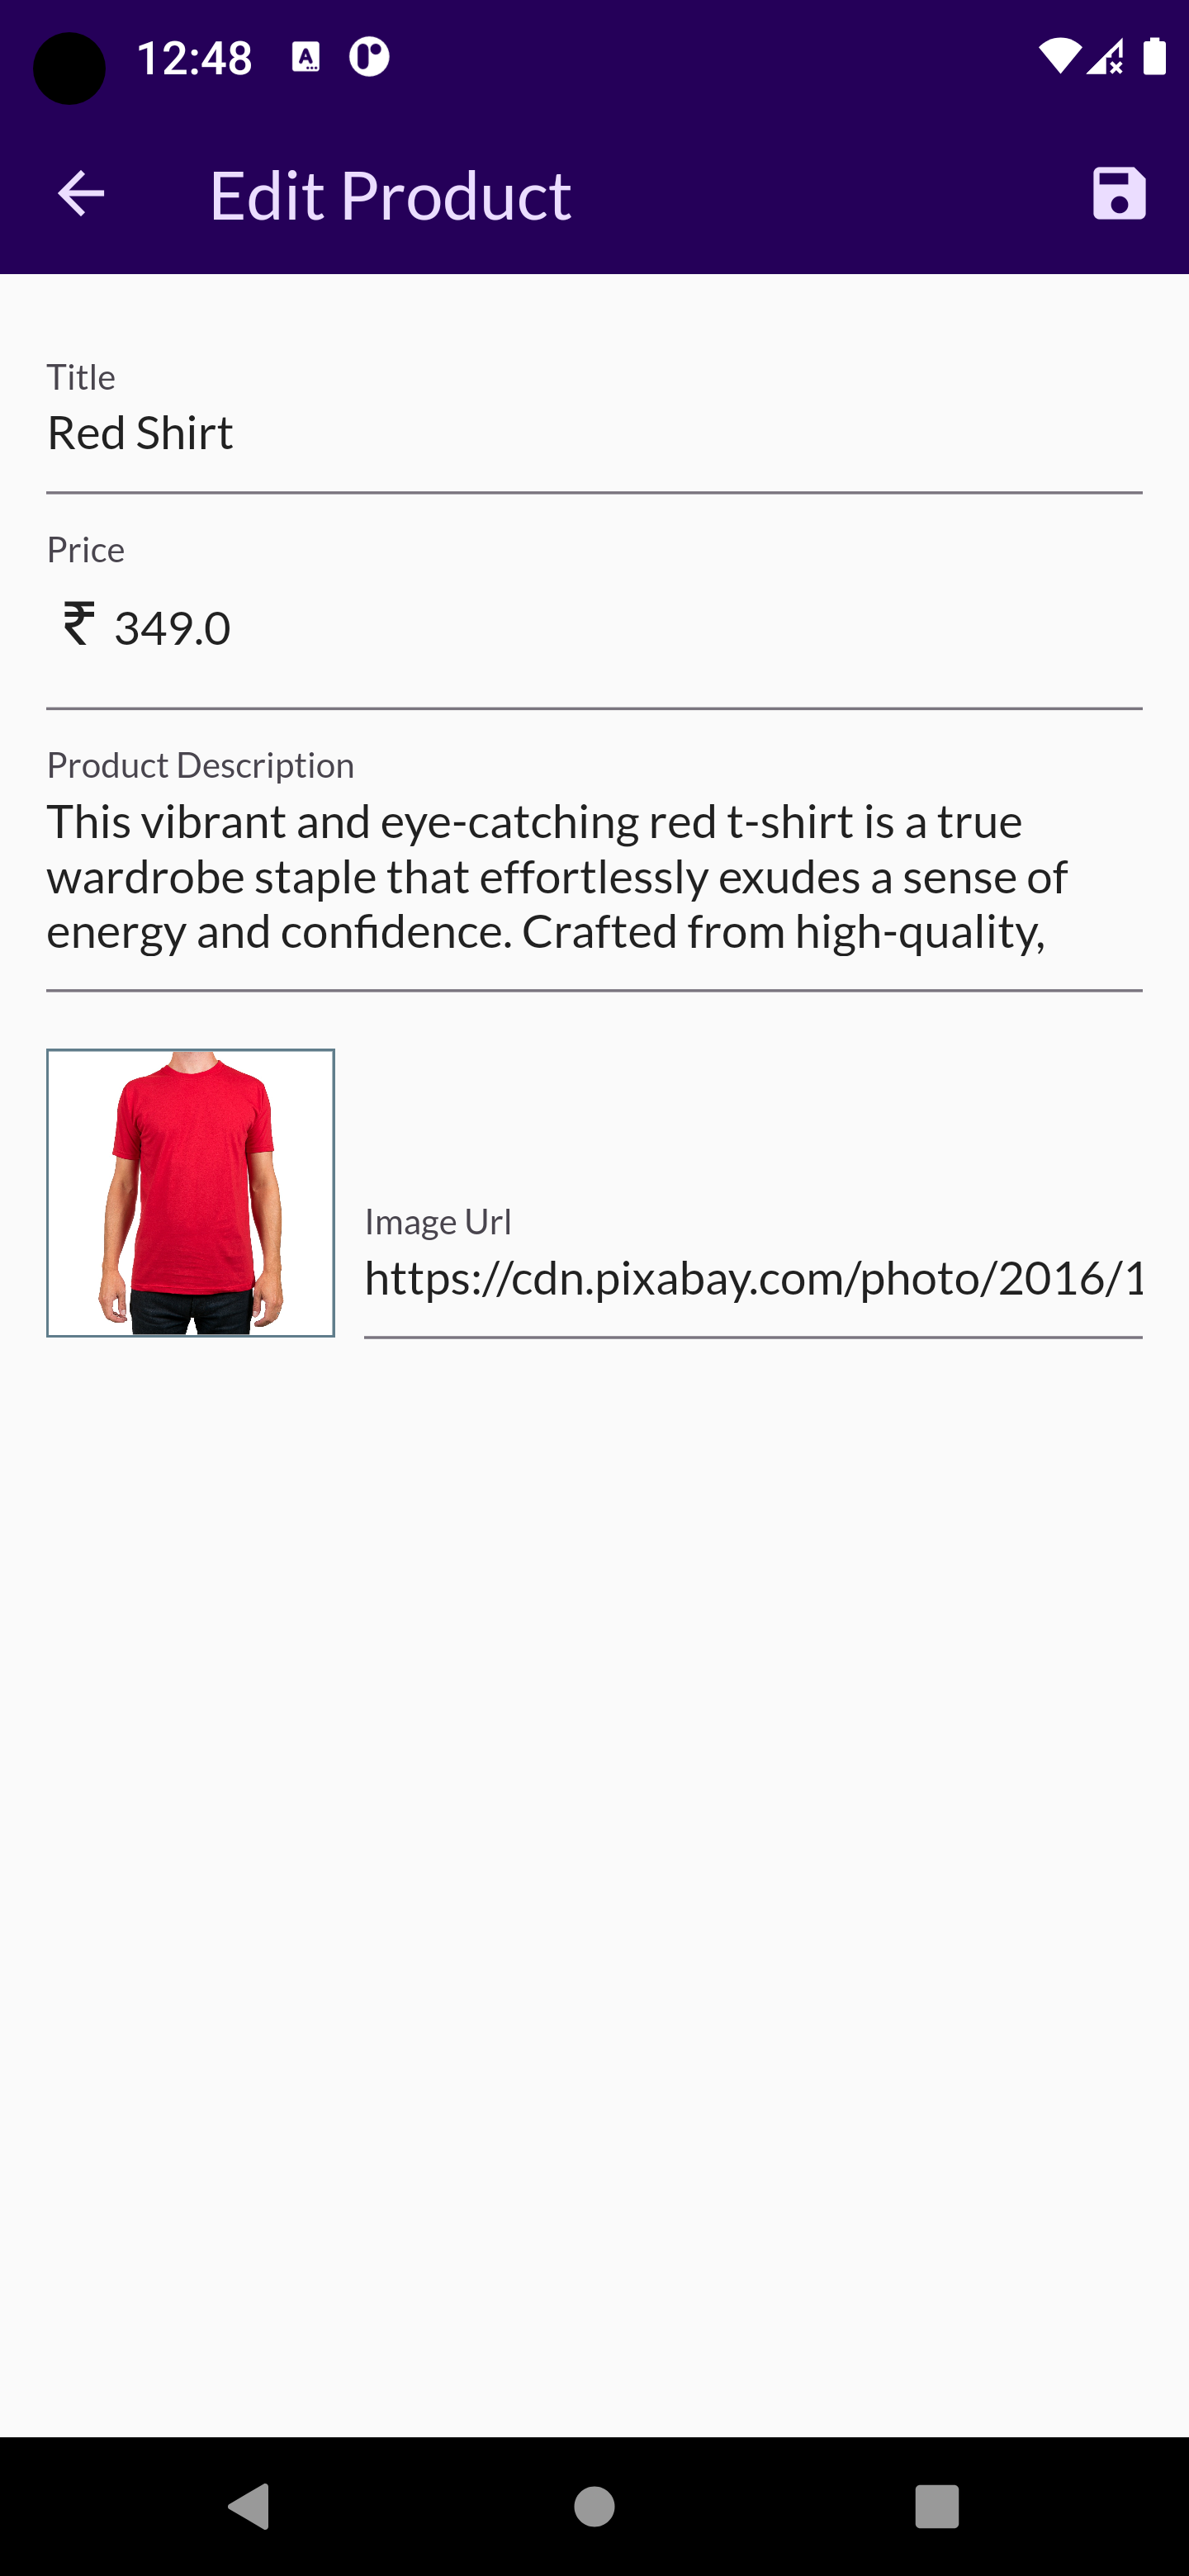 12:48
Edit Product
Title
Red Shirt
Price
₹ 349.0
Product Description
This vibrant and eye-catching red t-shirt is a true
wardrobe staple that effortlessly exudes a sense of
energy and confidence. Crafted from high-quality,
Image Url
https://cdn.pixabay.com/photo/2016/1